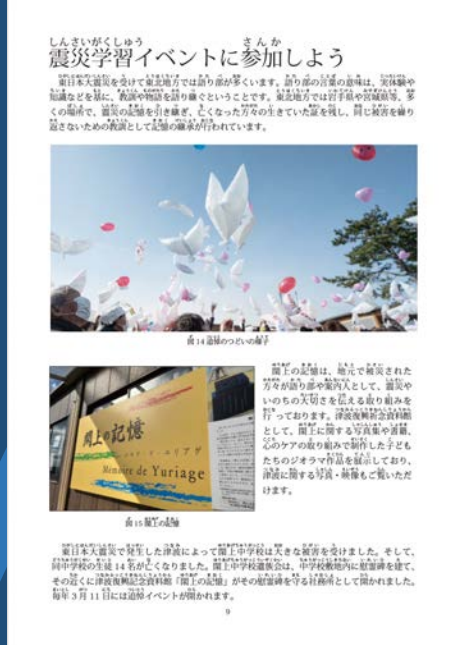 震災学習イベントに参加しよう
東日本大震災を受けて東北地方では語り部が多くいます。語り部の言葉の意味は、実体験や
知識などを基に、教訓や物語を語り継ぐということです。東北地方では岩手県や宮城県等、多
くの場所で、震災の記憶を引き継ぎ、亡くなった方々の生きていた証を残し、同じ被害を繰り
返さないための教訓として記憶の継承が行われています。
図 14 追悼のつどいの様子
閖上の記憶は、地元で被災された
方々が語り部や案内人として、震災や
いのちの大切さを伝える取り組みを
行っております。津波復興祈念資料館
として、閖上に関する写真集や書籍、
心のケアの取り組みで制作した子ども
たちのジオラマ作品を展示しており、
津波に関する写真・映像もご覧いただ
けます。
閖上の記憶
Mémoire de Yuriage
図 15 閖上の記憶
東日本大震災で発生した津波によって閖上中学校は大きな被害を受けました。そして、
同中学校の生徒 14 名が亡くなりました。閖上中学校遺族会は、中学校敷地内に慰霊碑を建て、
その近くに津波復興記念資料館「閖上の記憶」がその慰霊碑を守る社務所として開かれました。
毎年 3 月 11 日には追悼イベントが開かれます。
9